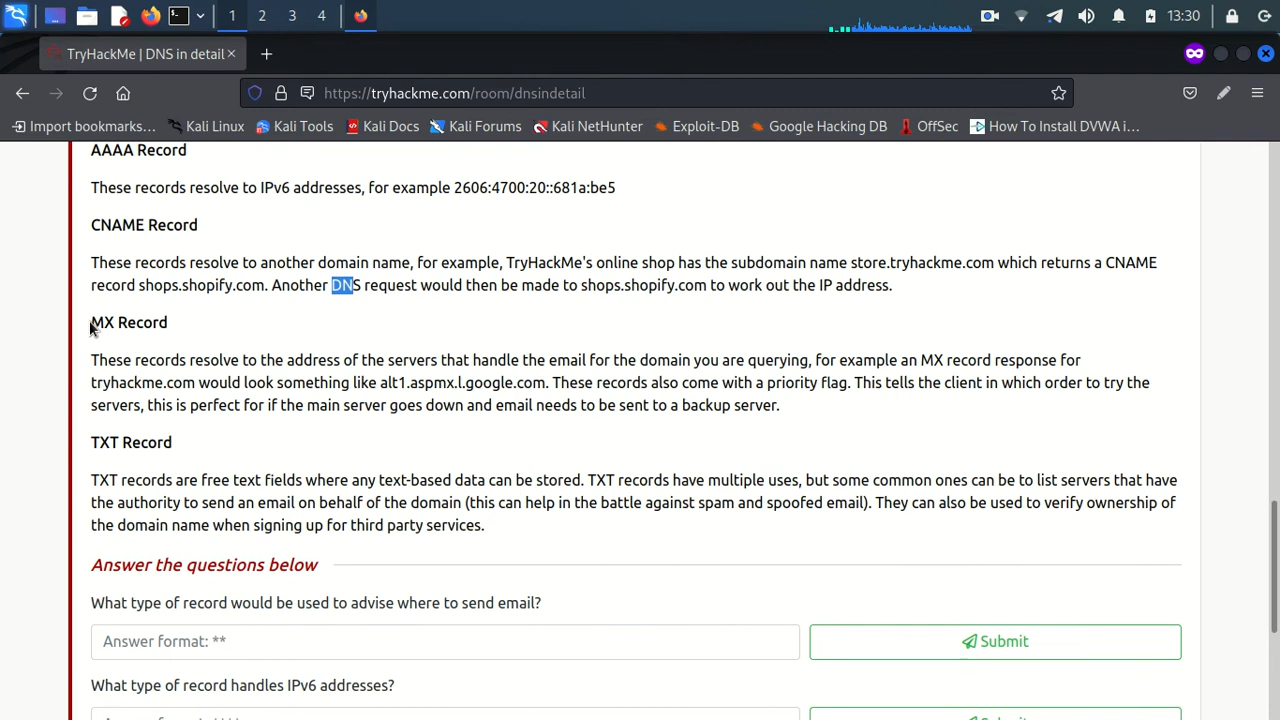 1 2 3 4 13:30
TryHackMe | DNS in detail
https://tryhackme.com/room/dnsindetail
Import bookmarks... Kali Linux Kali Tools Kali Docs Kali Forums Kali NetHunter Exploit-DB Google Hacking DB OffSec How To Install DVWA i...
AAAA Record
These records resolve to IPv6 addresses, for example 2606:4700:20::681a:be5
CNAME Record
These records resolve to another domain name, for example, TryHackMe's online shop has the subdomain name store.tryhackme.com which returns a CNAME
record shops.shopify.com. Another DNS request would then be made to shops.shopify.com to work out the IP address.
MX Record
These records resolve to the address of the servers that handle the email for the domain you are querying, for example an MX record response for
tryhackme.com would look something like alt1.aspmx.l.google.com. These records also come with a priority flag. This tells the client in which order to try the
servers, this is perfect for if the main server goes down and email needs to be sent to a backup server.
TXT Record
TXT records are free text fields where any text-based data can be stored. TXT records have multiple uses, but some common ones can be to list servers that have
the authority to send an email on behalf of the domain (this can help in the battle against spam and spoofed email). They can also be used to verify ownership of
the domain name when signing up for third party services.
Answer the questions below
What type of record would be used to advise where to send email?
Answer format: ** Submit
What type of record handles IPv6 addresses?